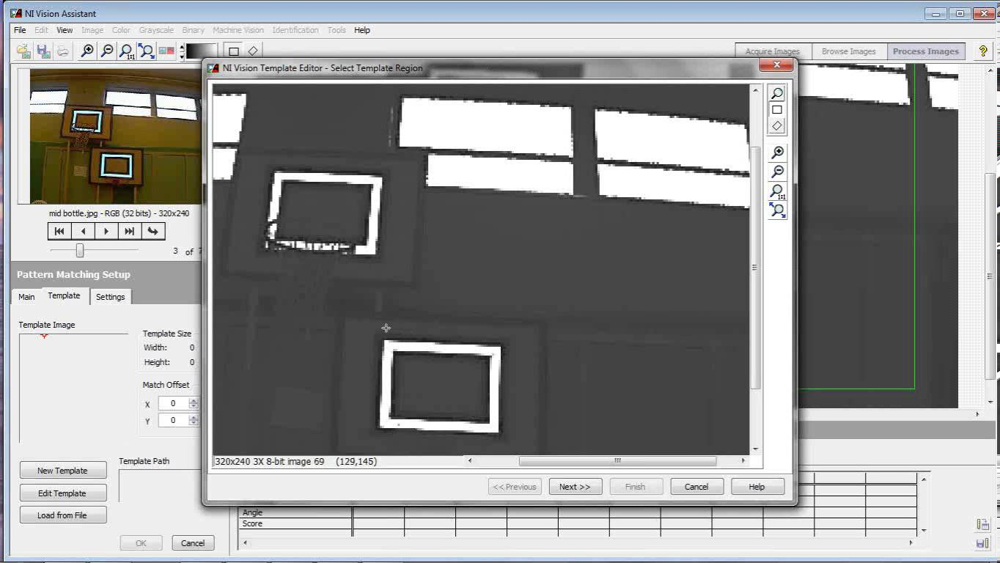 NI Vision Assistant
File Edit View Image Color Grayscale Binary Machine Vision Identification Tools Help
1:1
Acquire Images Browse Images Process Images
NI Vision Template Editor - Select Template Region
1:1
mid bottle.jpg - RGB (32 bits) - 320x240
3 of
Pattern Matching Setup
Main Template Settings
Template Image
Template Size
Width: 0
Height: 0
Match Offset
X 0
Y 0
New Template
Template Path
Edit Template
Load from File
OK Cancel
320x240 3X 8-bit image 69 (129,145)
<< Previous Next >> Finish Cancel Help
Angle
Score